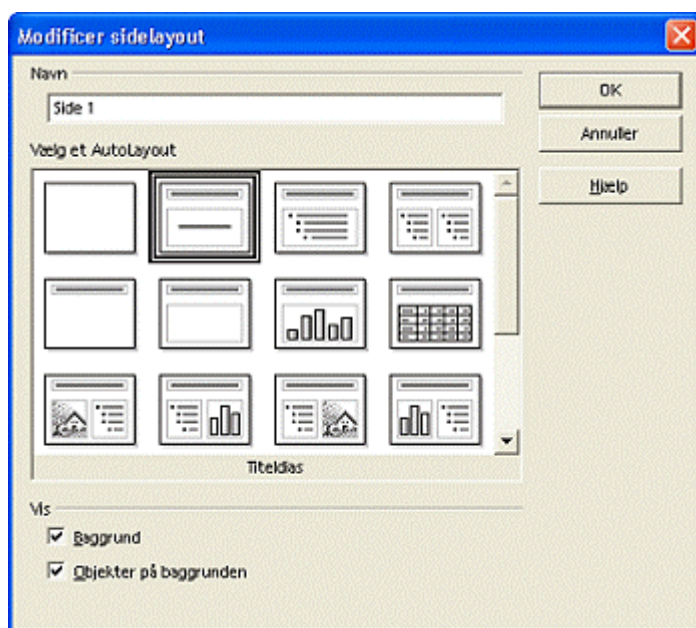 Modificer sidelayout
Navn
Side 1
OK
Annuller
Hjælp
Vælg et AutoLayout
Titeldias
Vis
Baggrund
Objekter på baggrunden